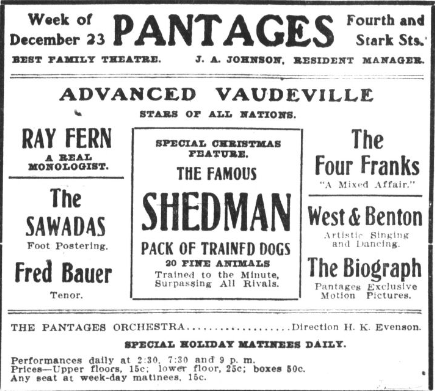 Week of
December 23
PANTAGES
Fourth and
Stark Sts.
BEST FAMILY THEATRE. J. A. JOHNSON, RESIDENT MANAGER.
ADVANCED VAUDEVILLE
STARS OF ALL NATIONS.
RAY FERN
A REAL
MONOLOGIST.
The
SAWADAS
Foot Postering.
Fred Bauer
Tenor.
SPECIAL CHRISTMAS
FEATURE.
THE FAMOUS
SHEDMAN
PACK OF TRAINED DOGS
20 FINE ANIMALS
Trained to the Minute,
Surpassing All Rivals.
The
Four Franks
"A Mixed Affair."
West & Benton
Artistic Singing
and Dancing.
The Biograph
Pantages Exclusive
Motion Pictures.
THE PANTAGES ORCHESTRA..................Direction H. K. Evenson.
SPECIAL HOLIDAY MATINEES DAILY.
Performances daily at 2:30, 7:30 and 9 p. m.
Prices—Upper floors, 15c; lower floor, 25c; boxes 50c.
Any seat at week-day matinees, 15c.